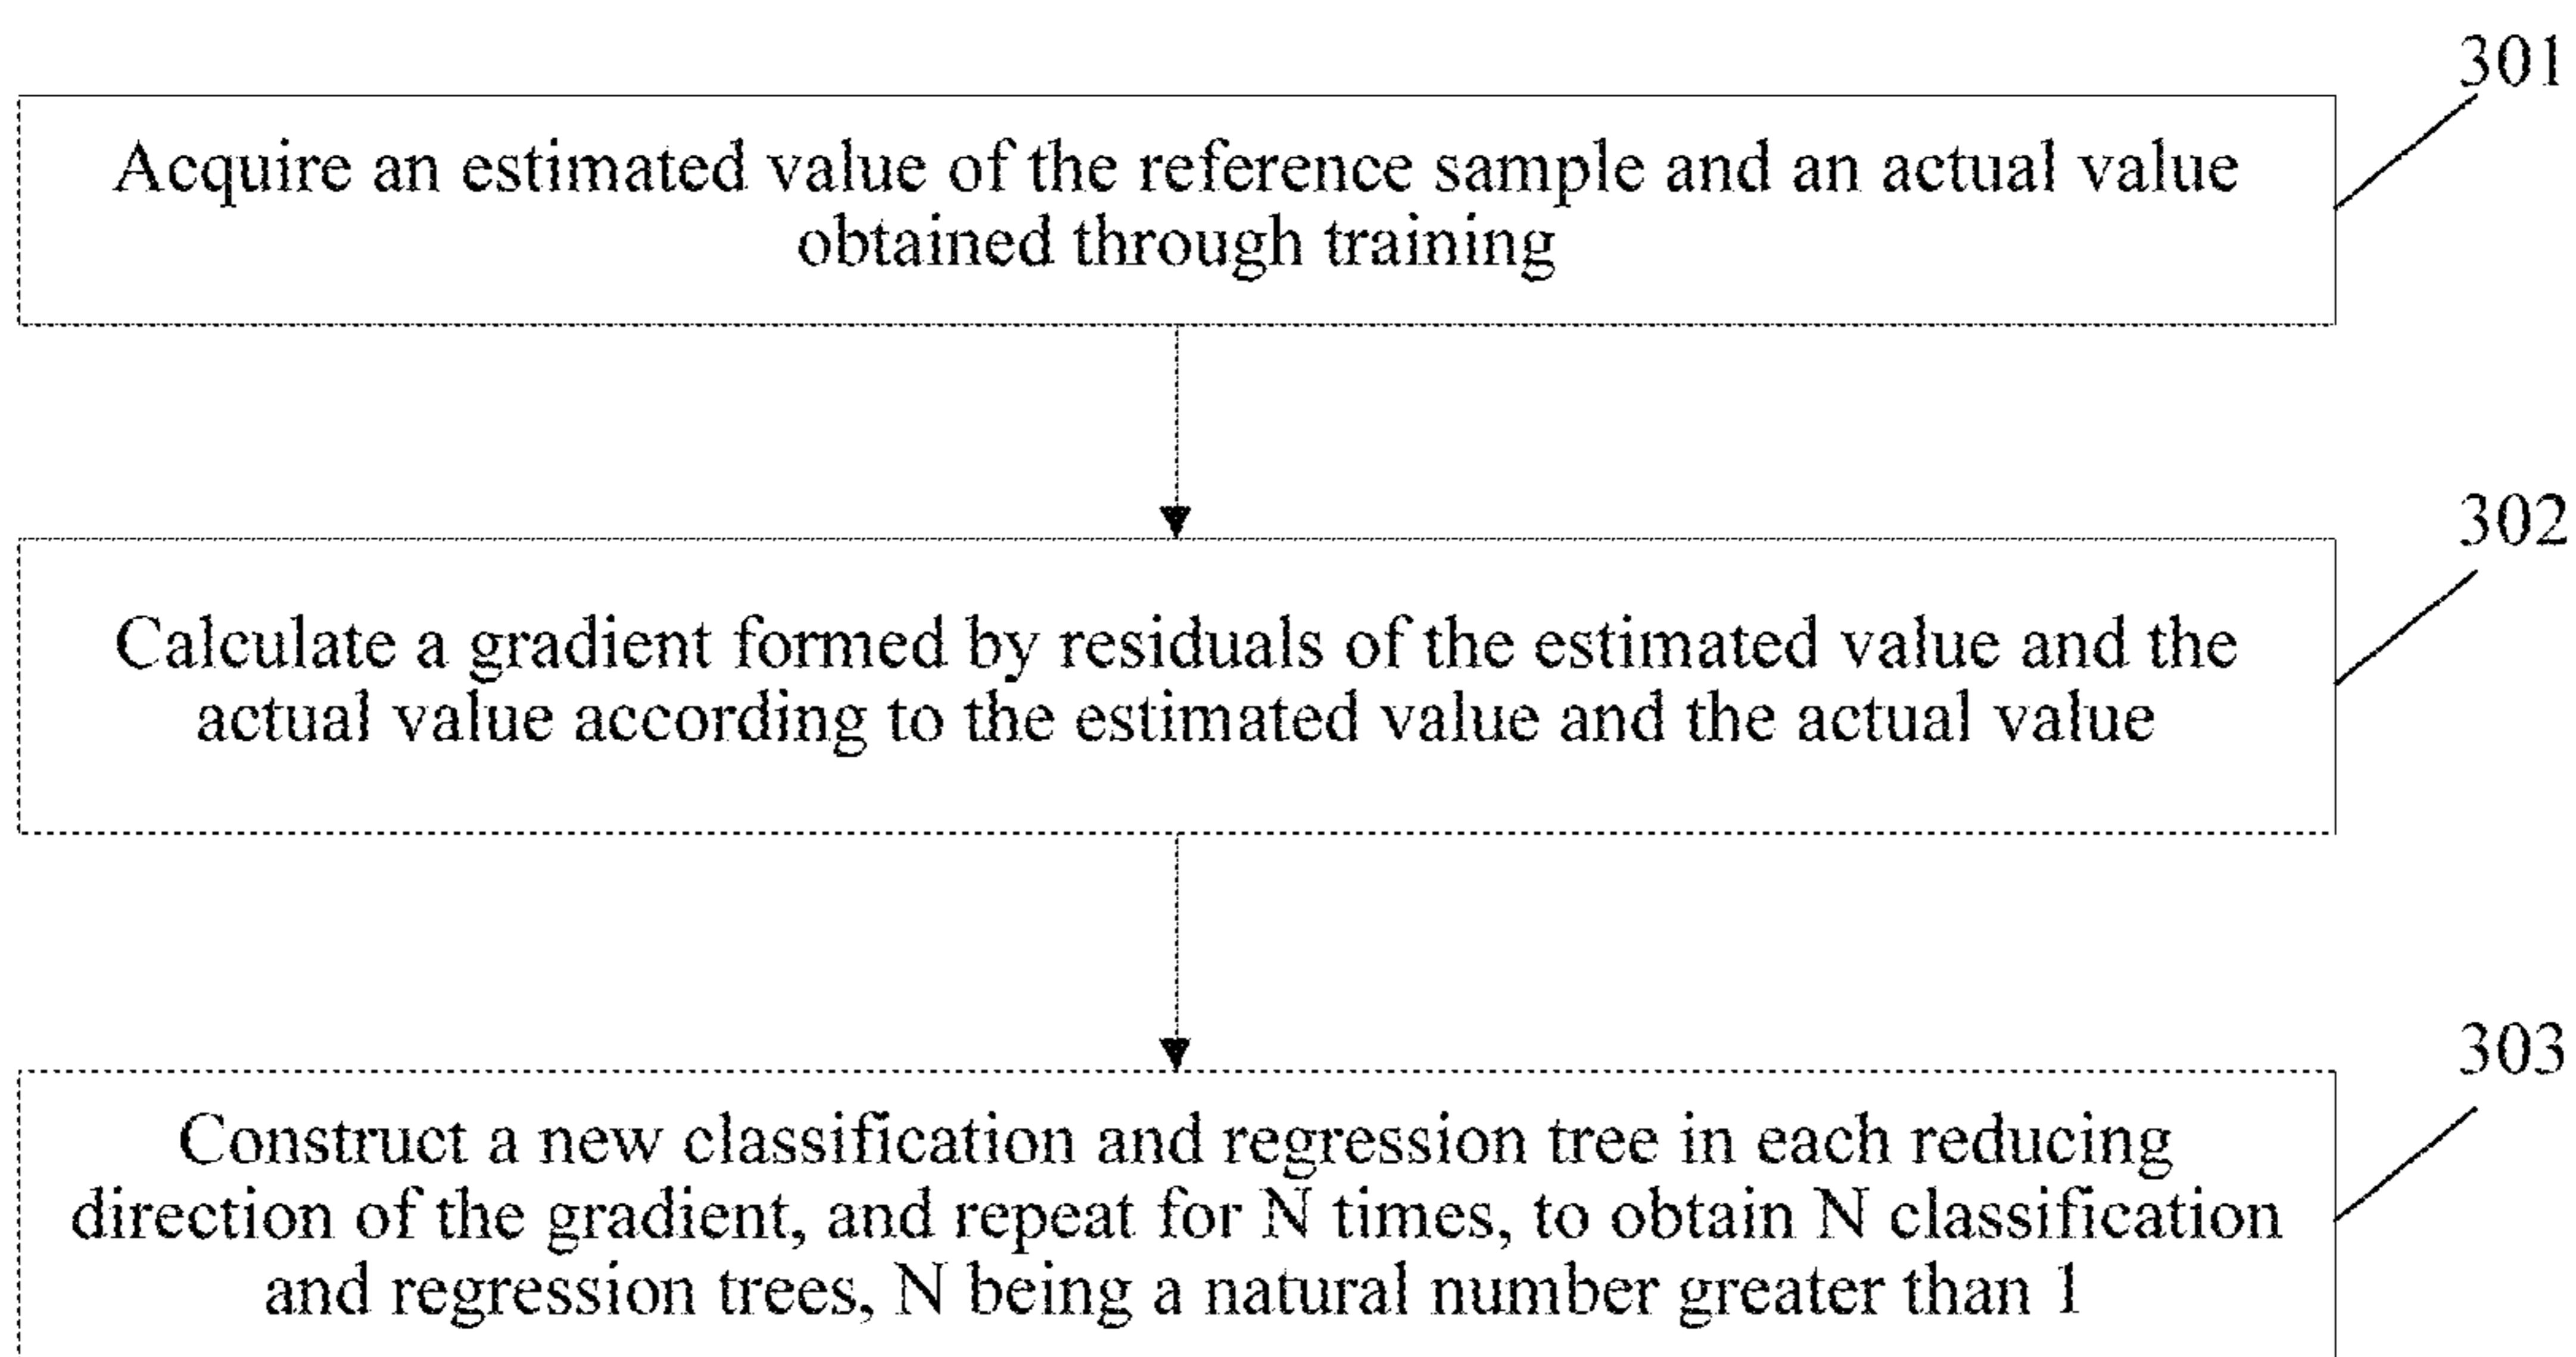 301
Acquire an estimated value of the reference sample and an actual value
obtained through training
302
Calculate a gradient formed by residuals of the estimated value and the
actual value according to the estimated value and the actual value
303
Construct a new classification and regression tree in each reducing
direction of the gradient, and repeat for N times, to obtain N classification
and regression trees, N being a natural number greater than 1